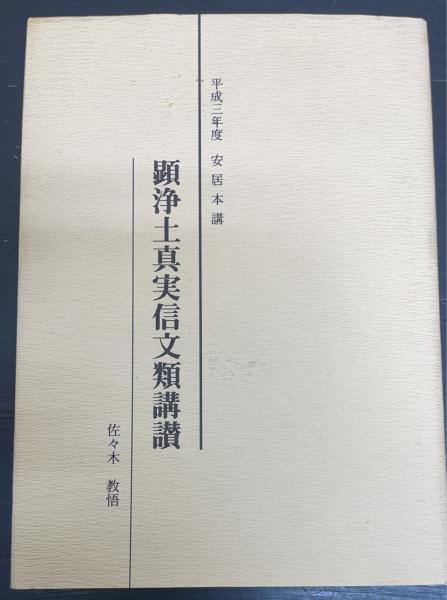 平成三年度 安居本講
顕浄土真実信文類講讃
佐々木 教悟